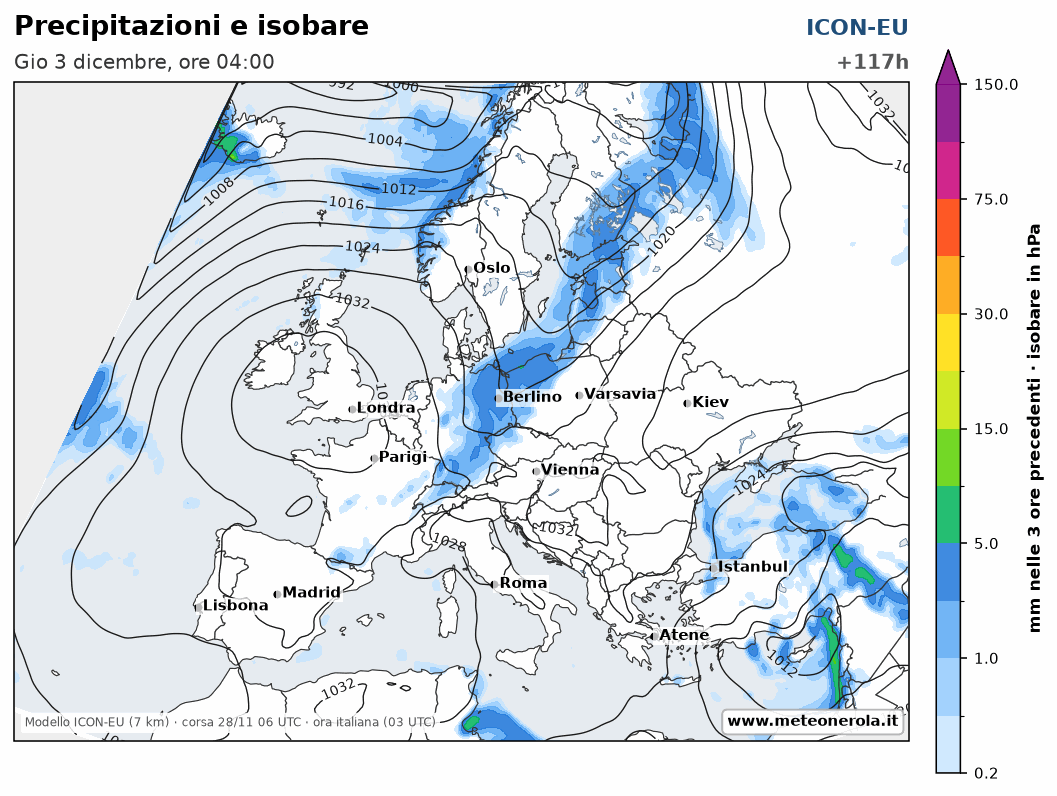 Precipitazioni e isobare
ICON-EU
Gio 3 dicembre, ore 04:00
+117h
992
1000
1004
1008
1012
1016
1024
1032
1020
1032
Oslo
Londra
Berlino
Varsavia
Kiev
Parigi
Vienna
1024
1032
1028
Istanbul
Roma
Madrid
Lisbona
Atene
1012
1032
Modello ICON-EU (7 km) · corsa 28/11 06 UTC · ora italiana (03 UTC)
www.meteonerola.it
150.0
75.0
30.0
15.0
5.0
1.0
0.2
mm nelle 3 ore precedenti · isobare in hPa